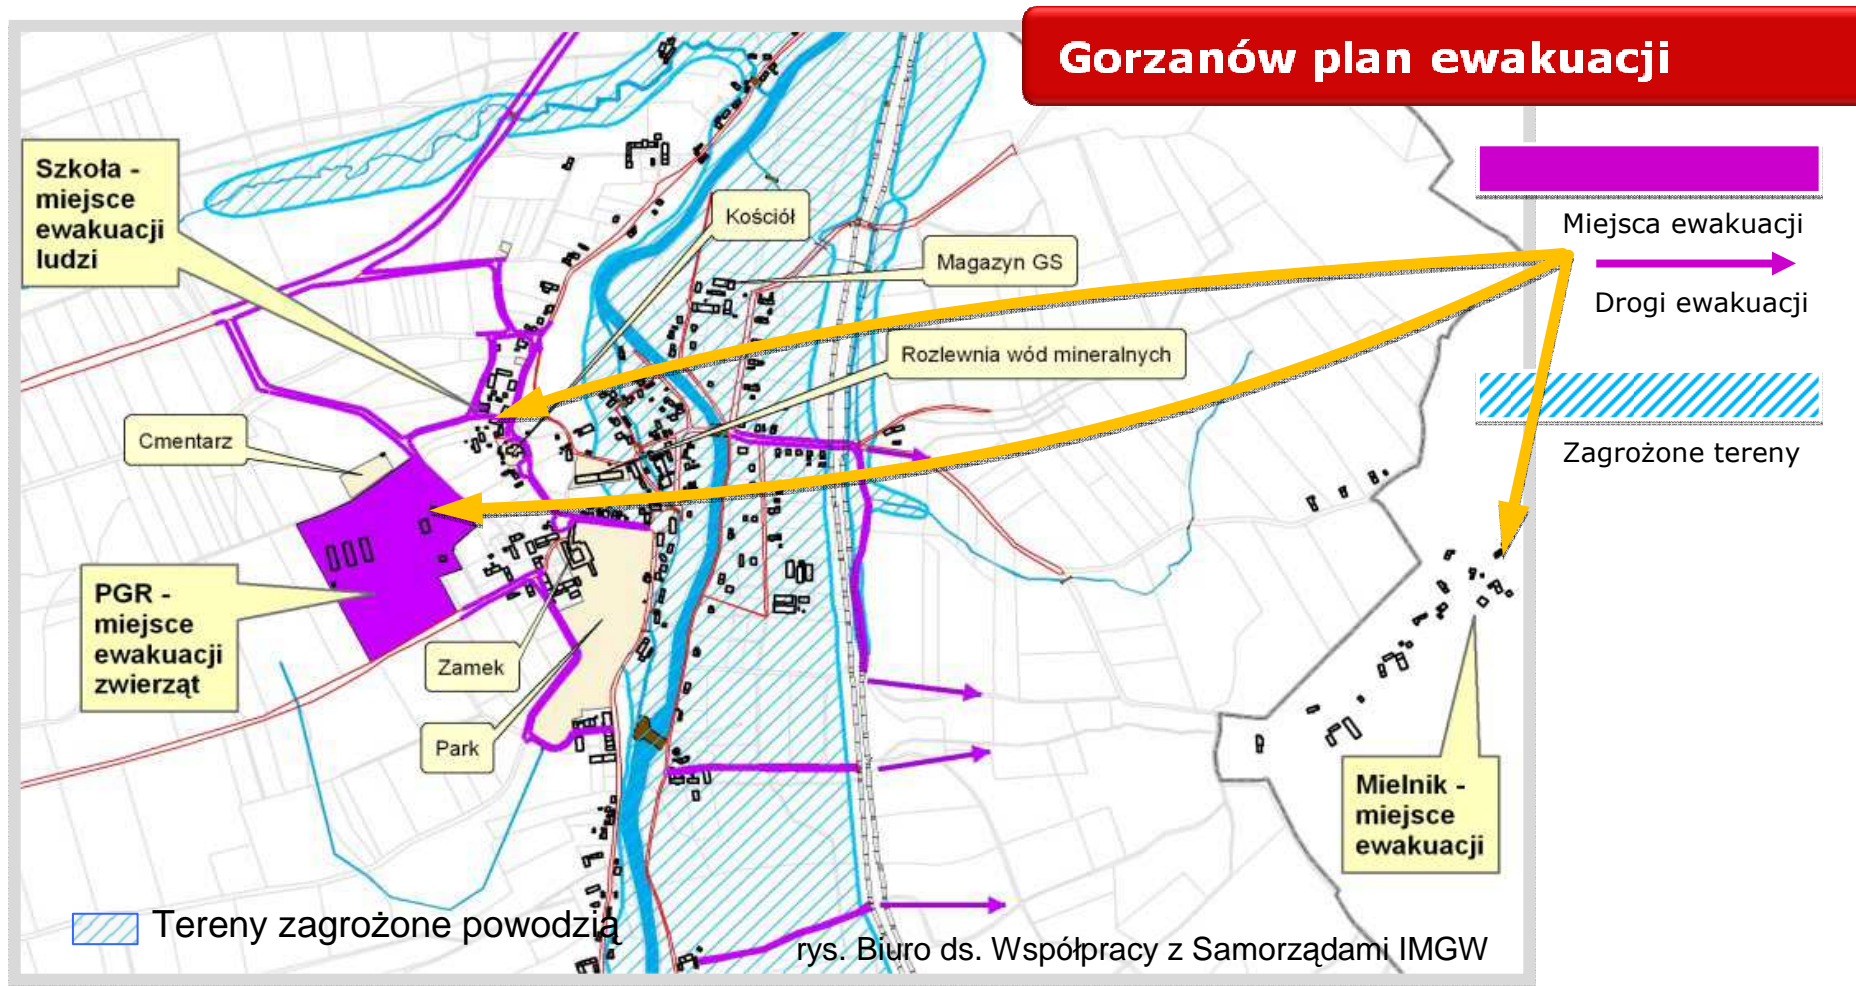 Gorzanów plan ewakuacji
Szkoła -
miejsce
ewakuacji
ludzi
Kościół
Magazyn GS
Rozlewnia wód mineralnych
Cmentarz
PGR -
miejsce
ewakuacji
zwierząt
Zamek
Park
Mielnik -
miejsce
ewakuacji
Miejsca ewakuacji
Drogi ewakuacji
Zagrożone tereny
Tereny zagrożone powodzią
rys. Biuro ds. Współpracy z Samorządami IMGW